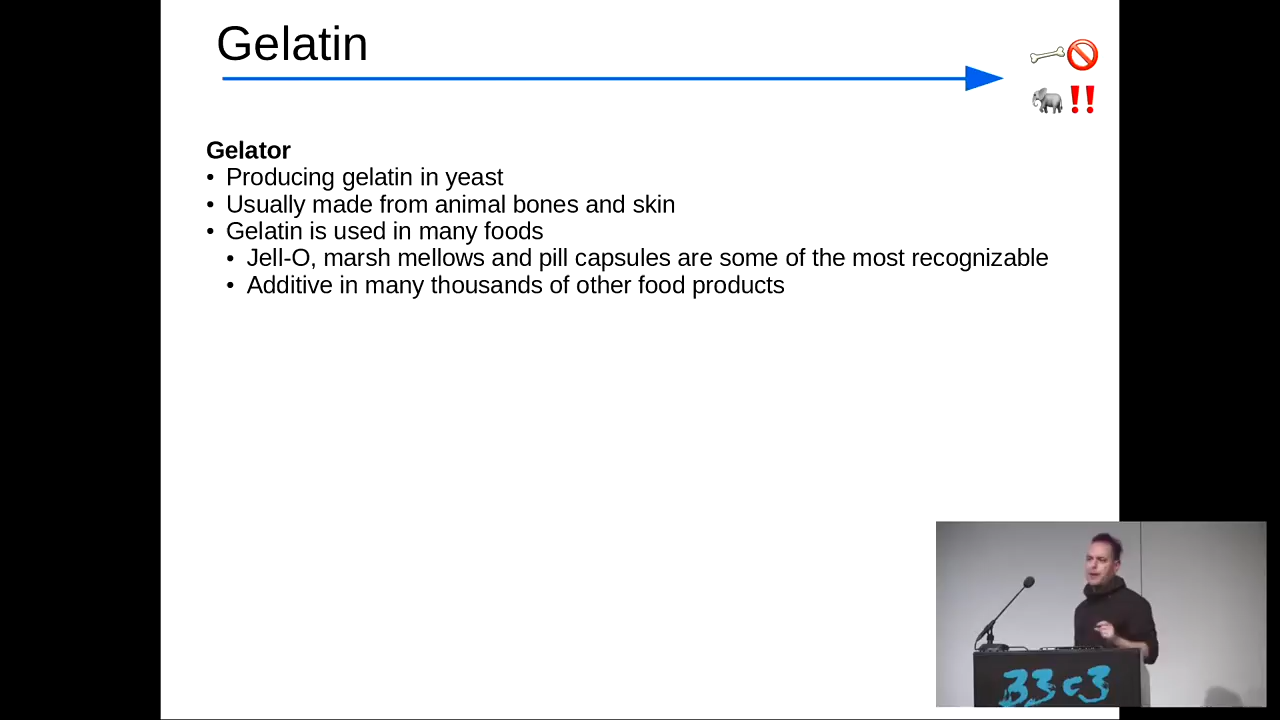 Gelatin
Gelator
• Producing gelatin in yeast
• Usually made from animal bones and skin
• Gelatin is used in many foods
• Jell-O, marsh mellows and pill capsules are some of the most recognizable
• Additive in many thousands of other food products
33c3